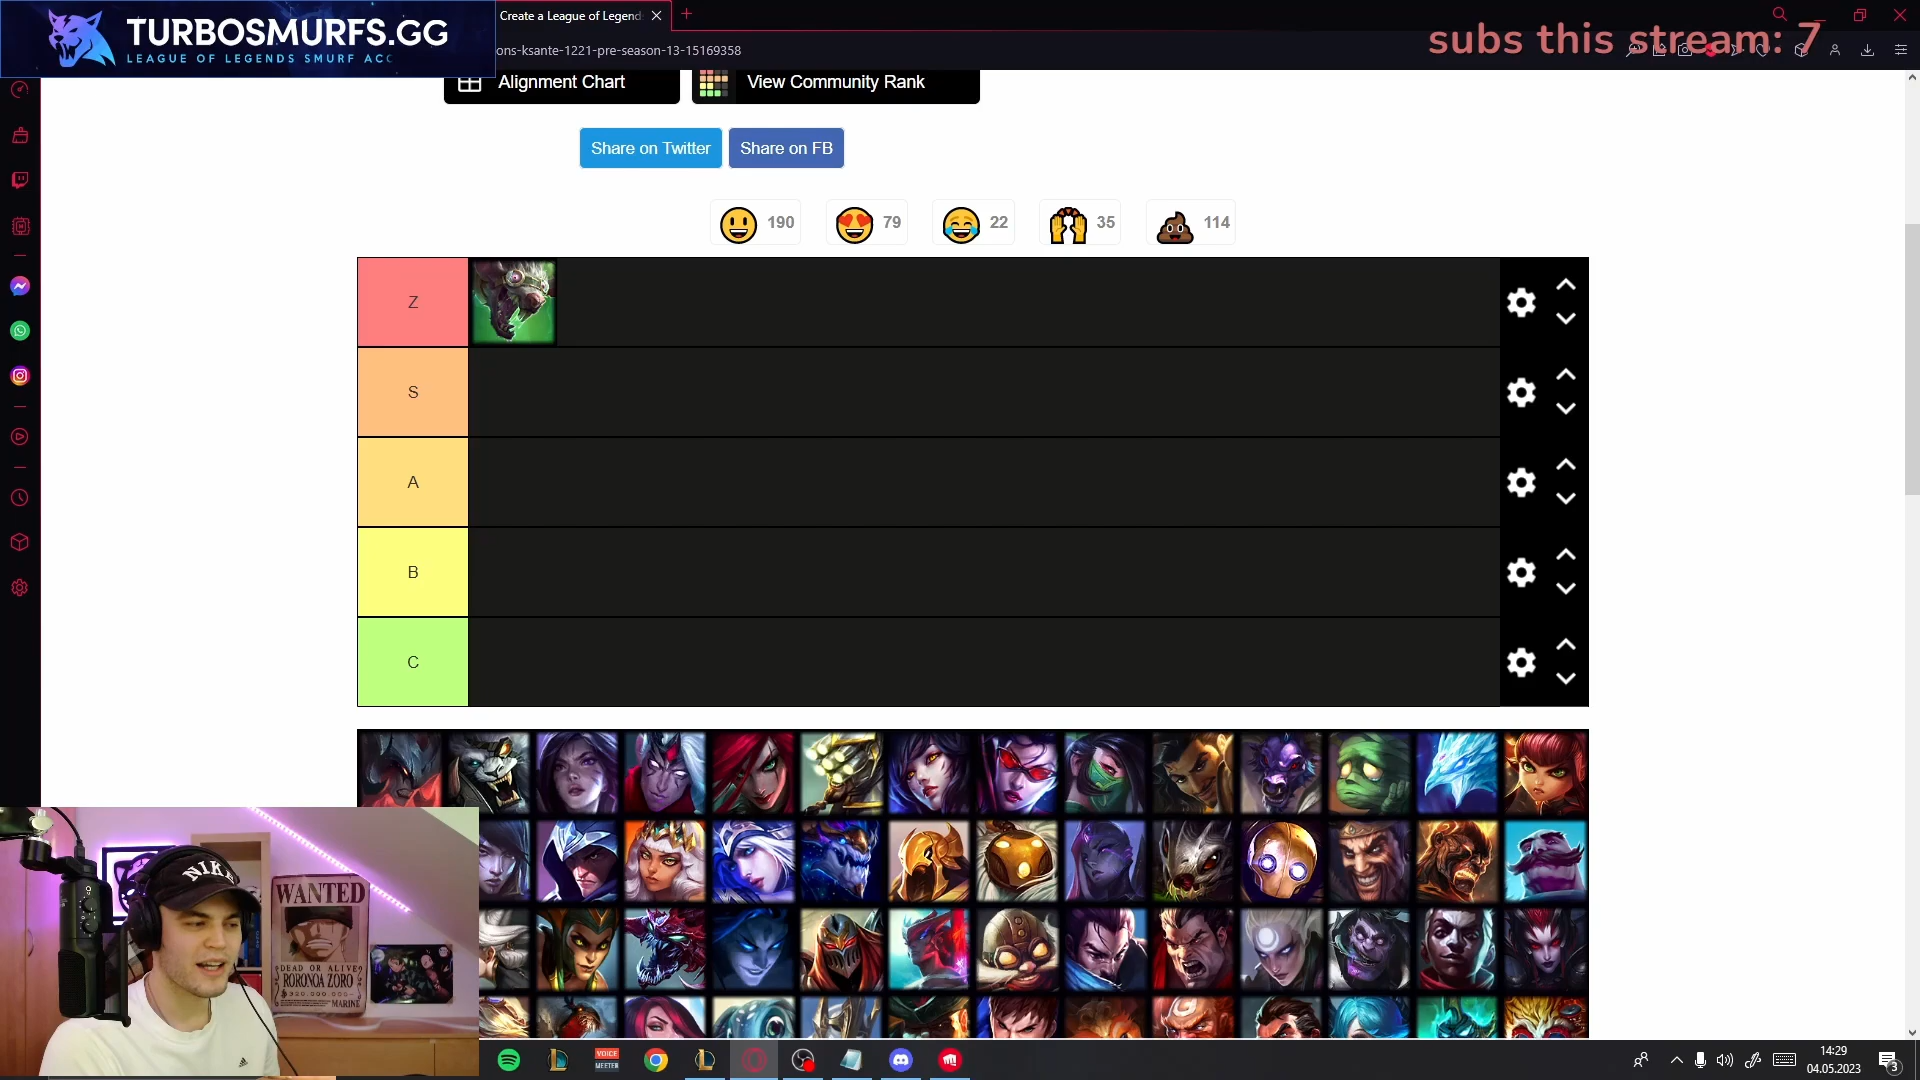 TURBOSMURFS.GG
LEAGUE OF LEGENDS SMURF ACC
Create a League of Legend
subs this stream: 7
ons-ksante-1221-pre-season-13-15169358
Alignment Chart
View Community Rank
Share on Twitter
Share on FB
190
79
22
35
114
Z
S
A
B
C
NIKE
WANTED
DEAD OR ALIVE
RORONOA ZORO
MARINE
VOICE
MEETER
14:29
04.05.2023
3